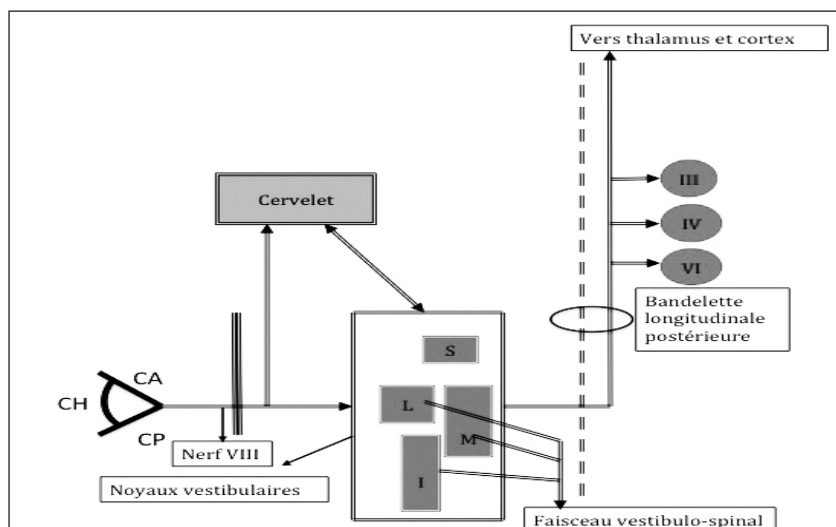 Vers thalamus et cortex
III
Cervelet
IV
VI
Bandelette
longitudinale
postérieure
S
CA
CH
L
CP
M
Nerf VIII
Noyaux vestibulaires
I
Faisceau vestibulo-spinal